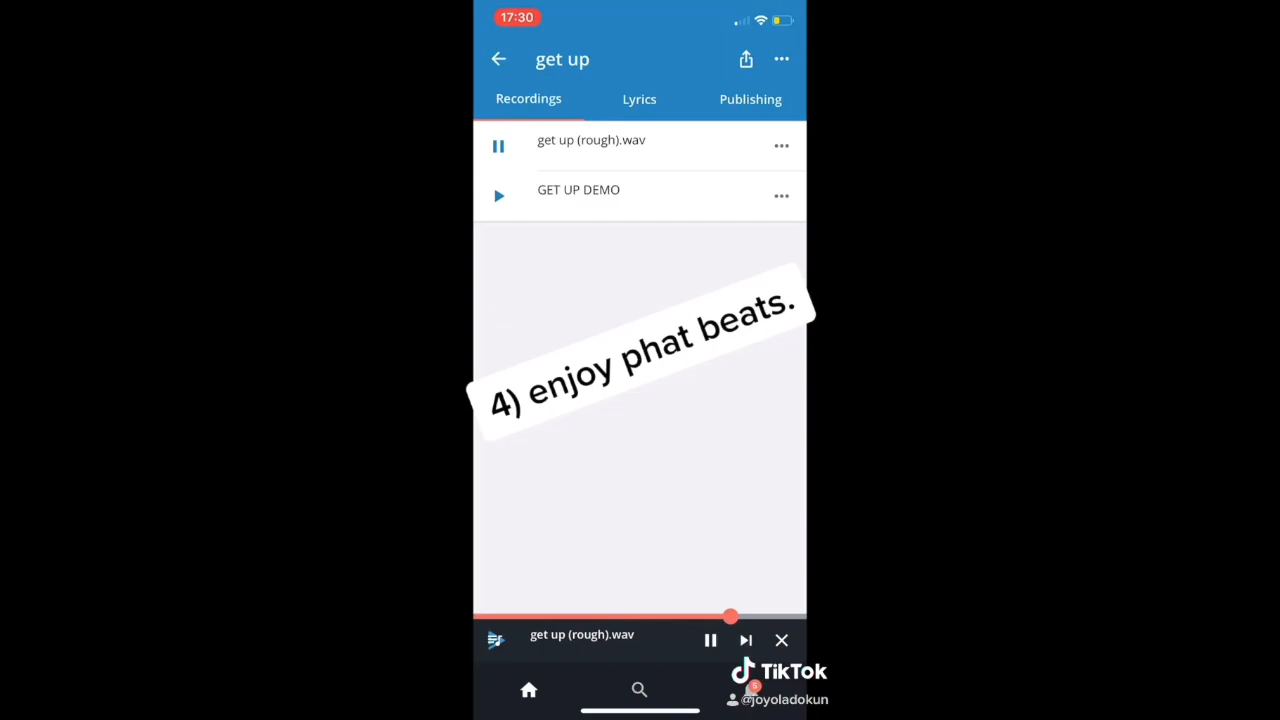 17:30
get up
Recordings
Lyrics
Publishing
get up (rough).wav
GET UP DEMO
4) enjoy phat beats.
get up (rough).wav
TikTok
@joyoladokun